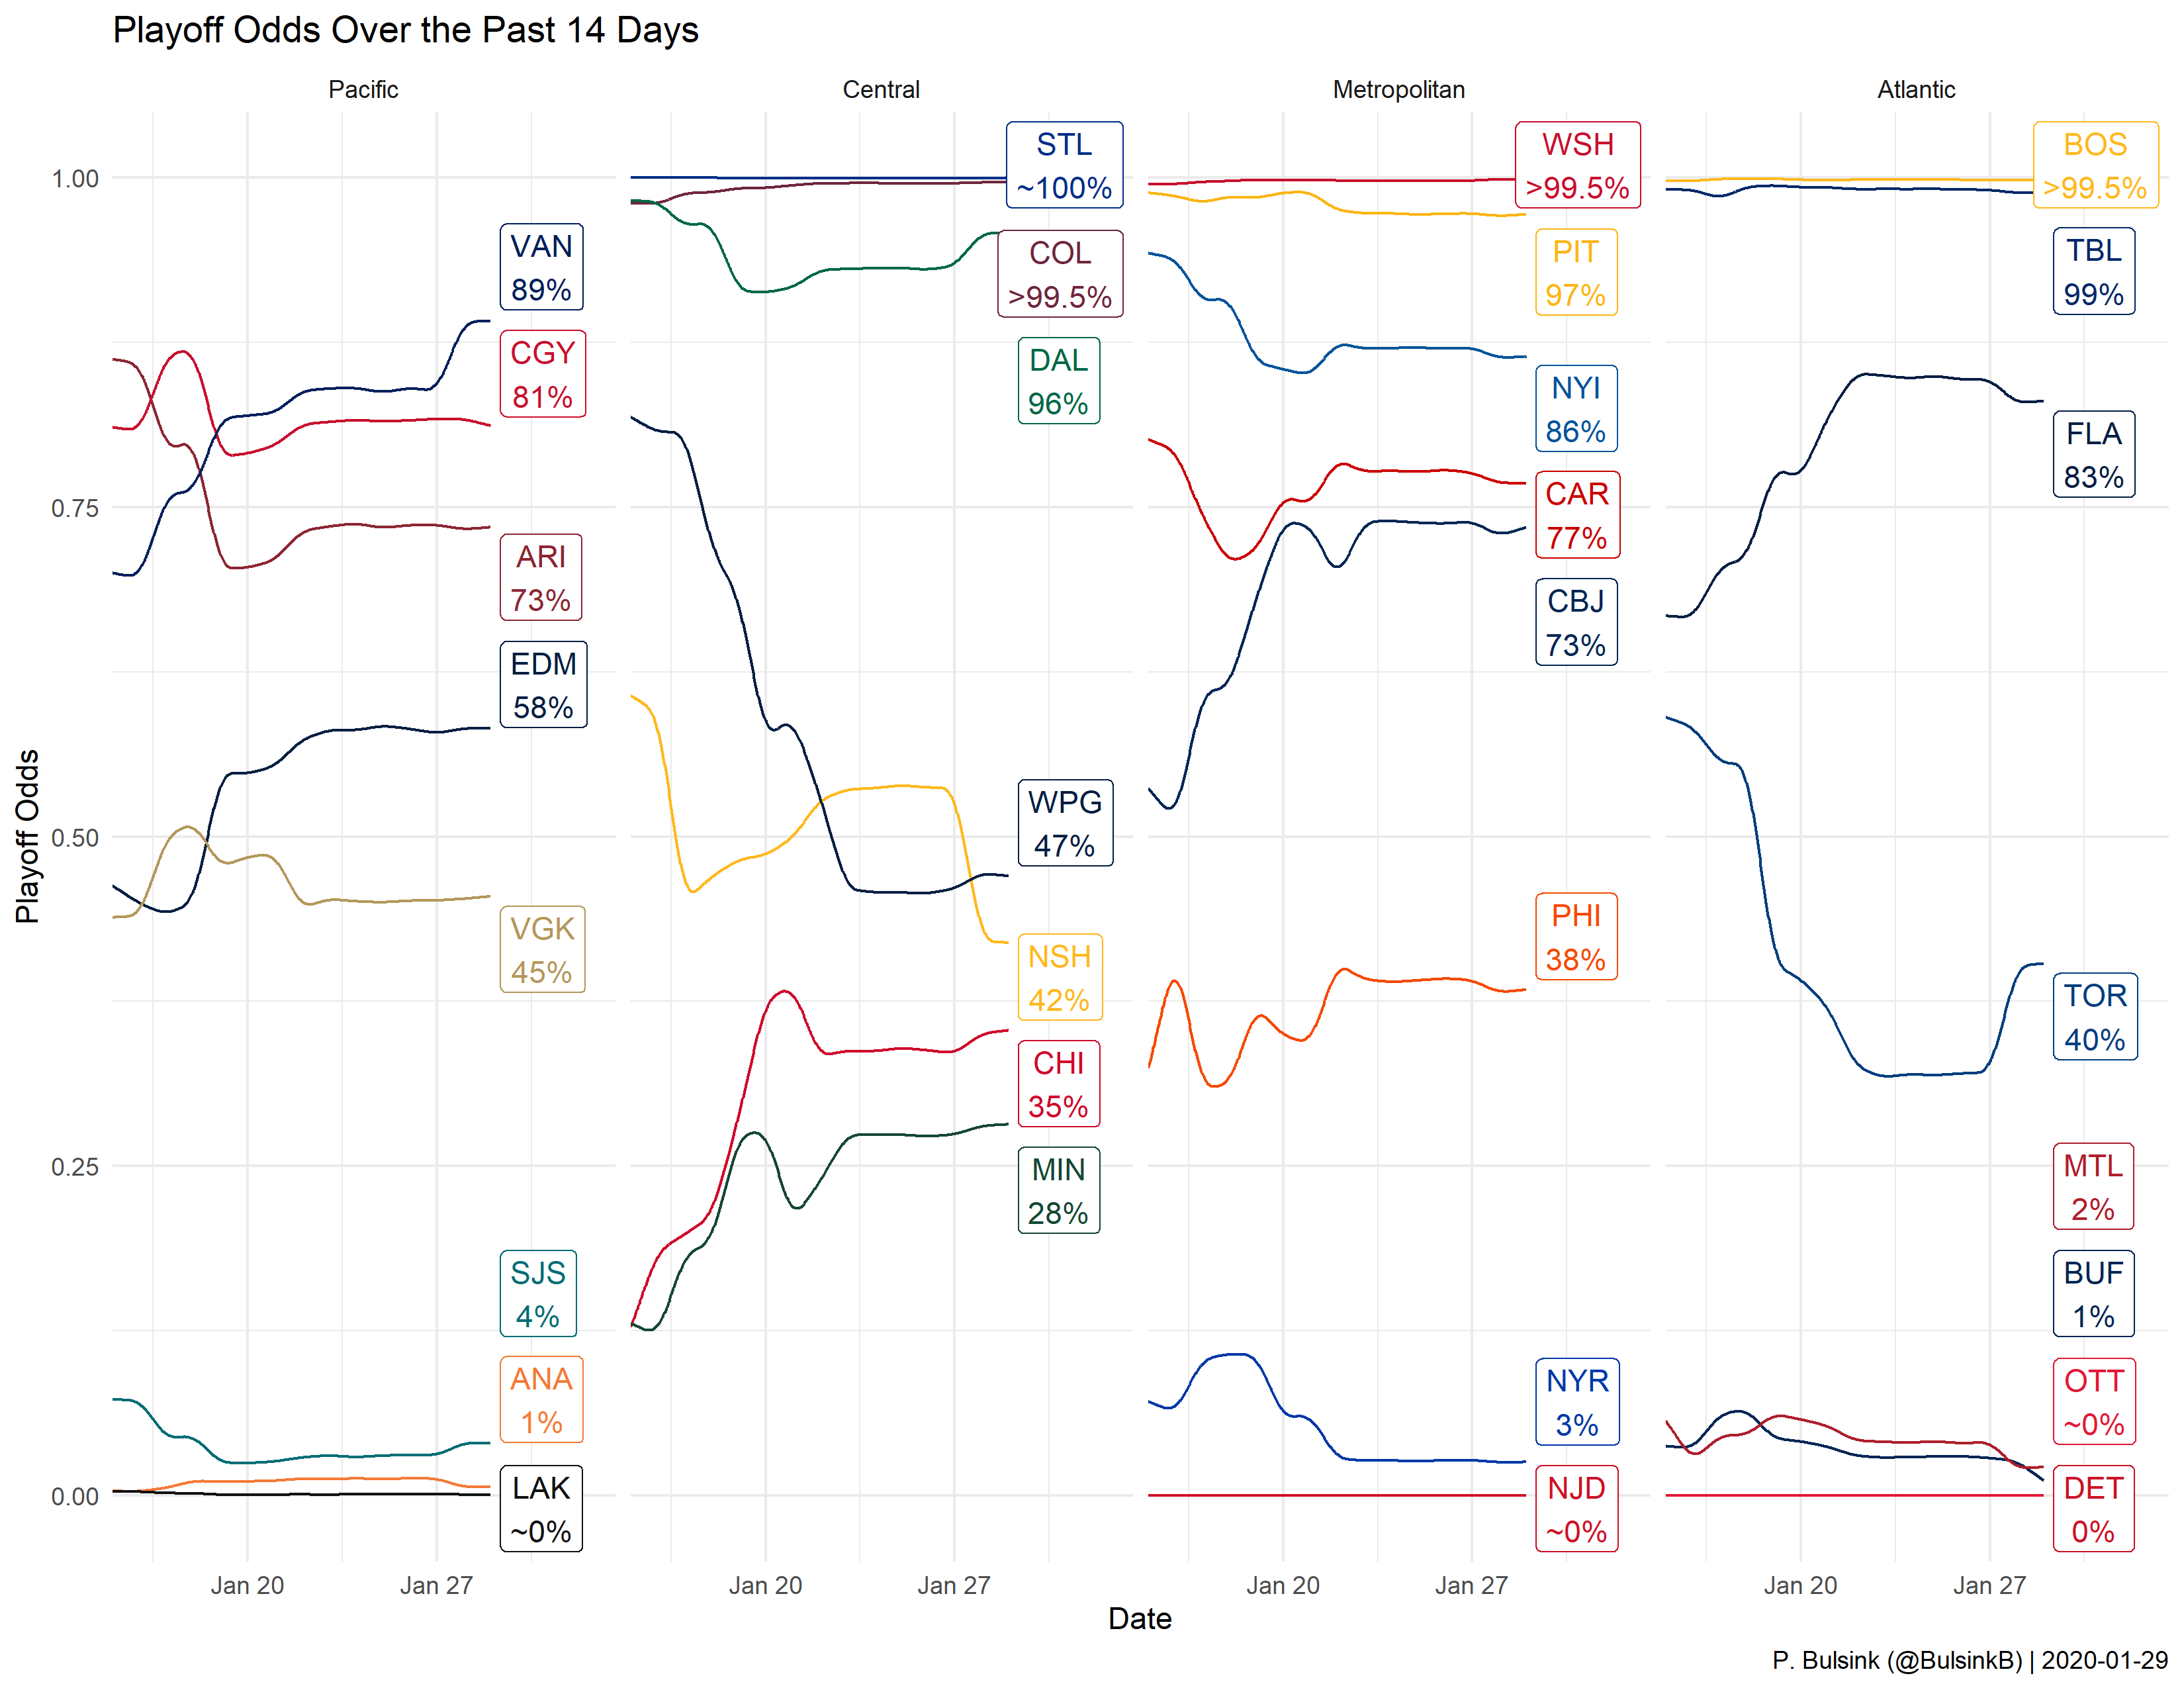 Playoff Odds Over the Past 14 Days
Pacific
Central
Metropolitan
Atlantic
Playoff Odds
1.00
0.75
0.50
0.25
0.00
VAN
89%
CGY
81%
ARI
73%
EDM
58%
VGK
45%
SJS
4%
ANA
1%
LAK
~0%
STL
~100%
COL
>99.5%
DAL
96%
WPG
47%
NSH
42%
CHI
35%
MIN
28%
WSH
>99.5%
PIT
97%
NYI
86%
CAR
77%
CBJ
73%
PHI
38%
NYR
3%
NJD
~0%
BOS
>99.5%
TBL
99%
FLA
83%
TOR
40%
MTL
2%
BUF
1%
OTT
~0%
DET
0%
Jan 20
Jan 27
Jan 20
Jan 27
Jan 20
Jan 27
Jan 20
Jan 27
Date
P. Bulsink (@BulsinkB) | 2020-01-29